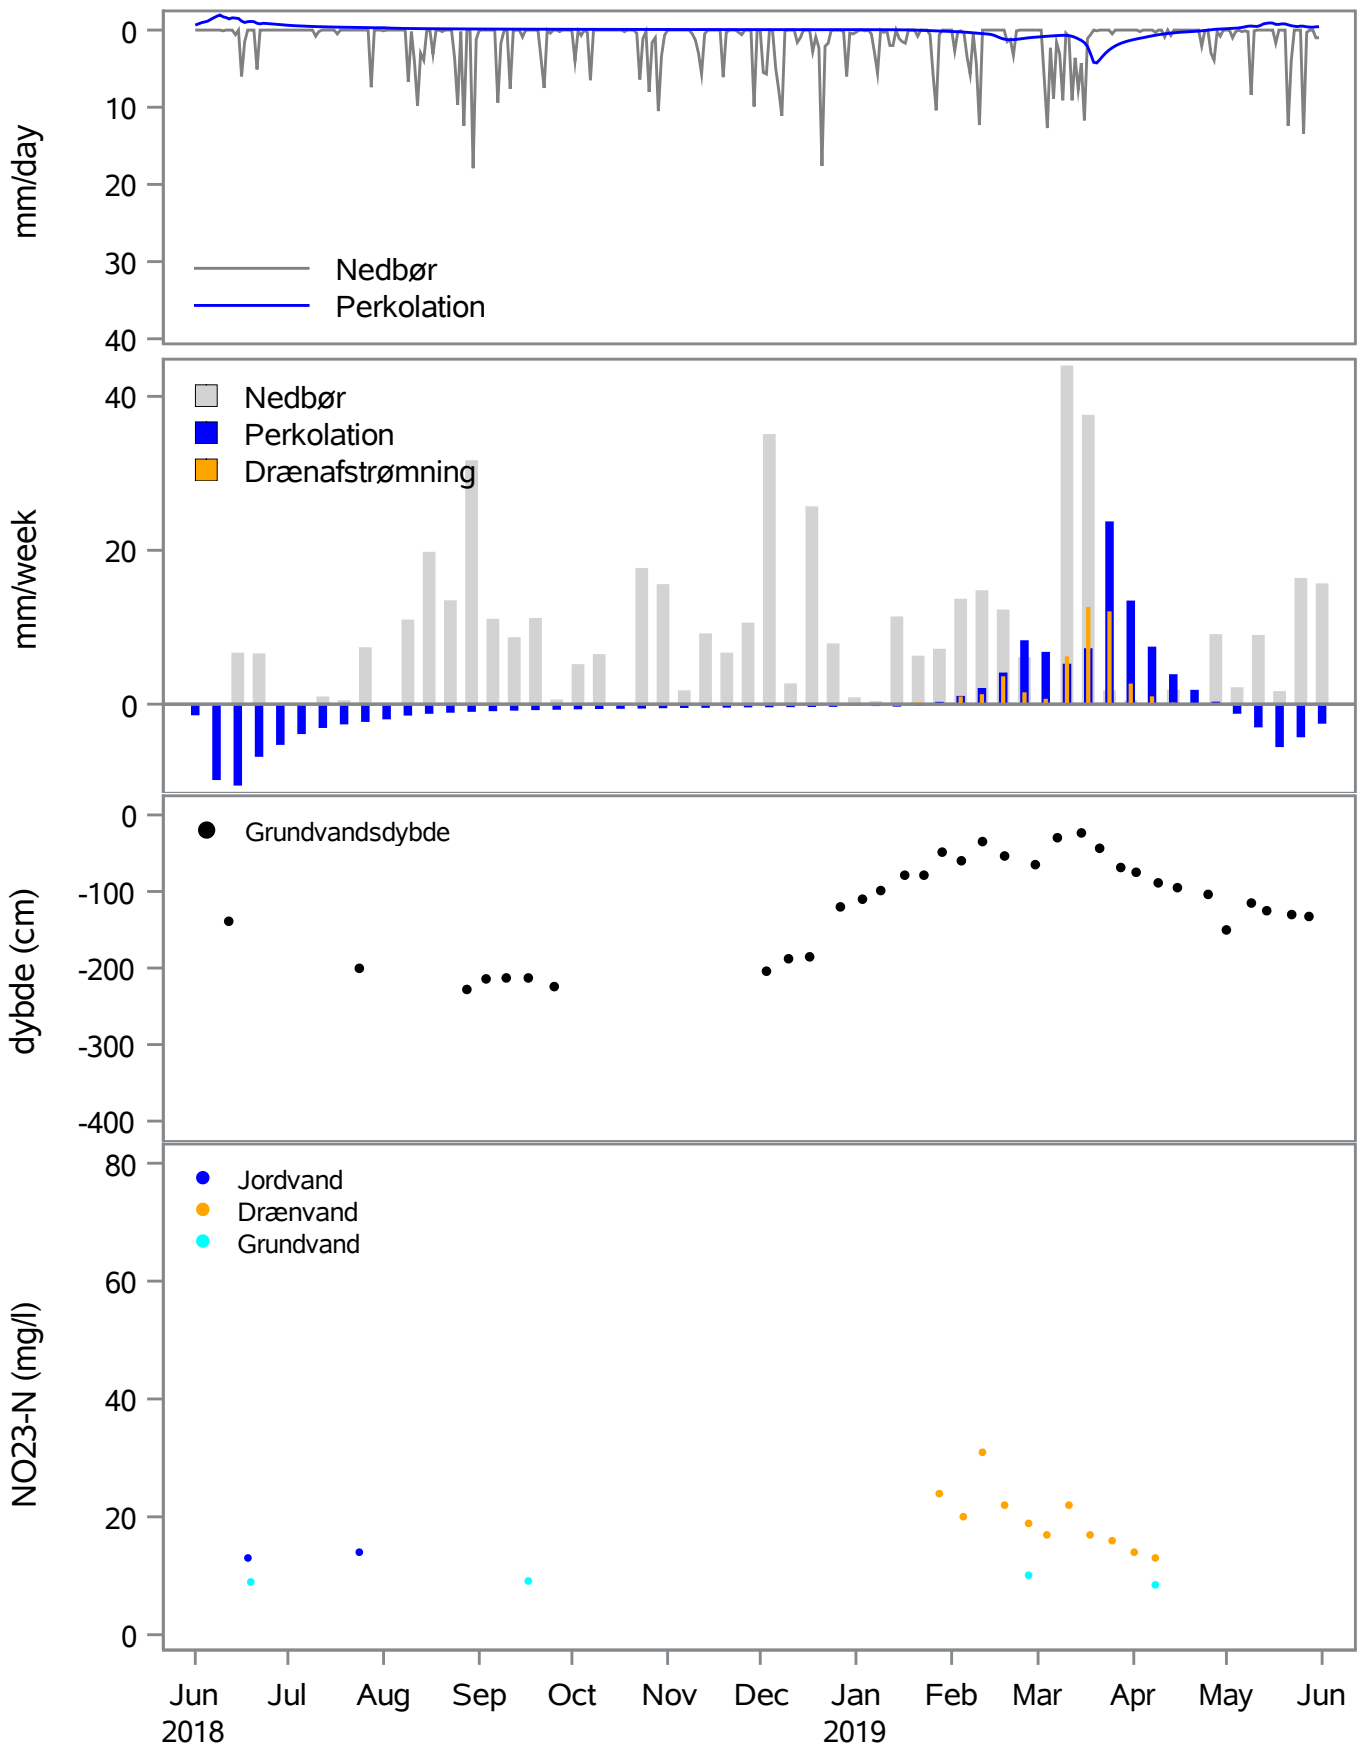 mm/day
0
10
20
30
40
Nedbør
Perkolation
mm/week
40
20
0
Nedbør
Perkolation
Drænafstrømning
dybde (cm)
0
-100
-200
-300
-400
Grundvandsdybde
NO23-N (mg/l)
80
60
40
20
0
Jordvand
Drænvand
Grundvand
Jun Jul Aug Sep Oct Nov Dec Jan Feb Mar Apr May Jun
2018 2019